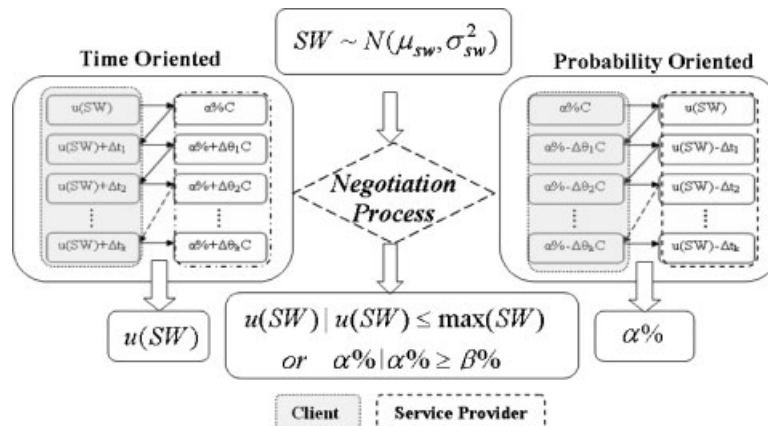 SW ~ N(μsw, σ²sw)
Time Oriented
Probability Oriented
u(SW)
α%C
u(SW)+Δt₁
α%+Δθ₁C
u(SW)+Δt₂
α%+Δθ₂C
⋮
⋮
u(SW)+Δtₖ
α%+ΔθₖC
Negotiation
Process
α%C
u(SW)
α%-Δθ₁C
u(SW)-Δt₁
α%-Δθ₂C
u(SW)-Δt₂
⋮
⋮
α%-ΔθₖC
u(SW)-Δtₖ
u(SW)
u(SW) | u(SW) ≤ max(SW)
or α% | α% ≥ β%
α%
Client
Service Provider